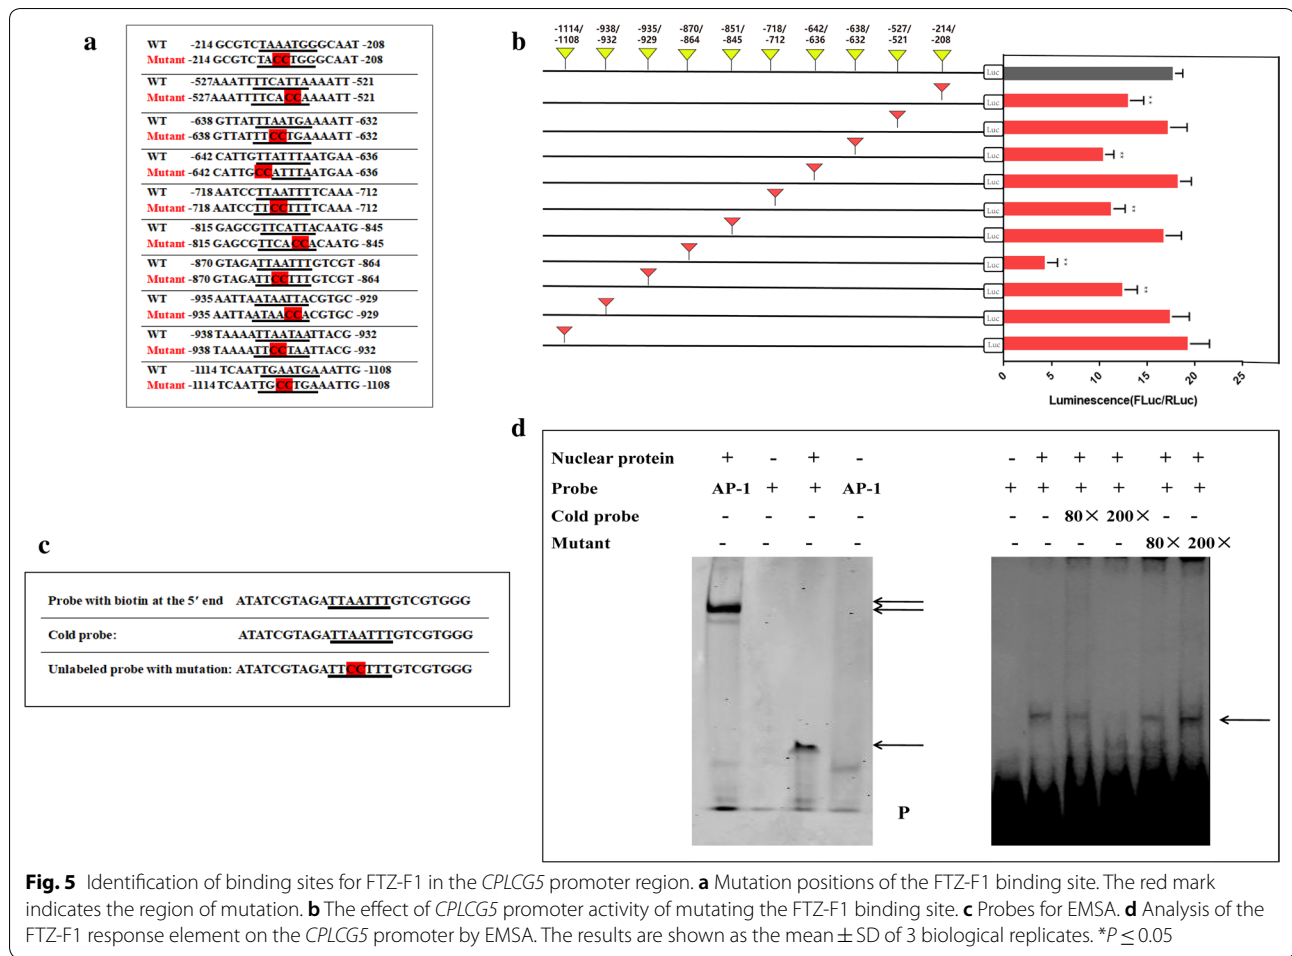 a
WT -214 GCGTCTAAATGGGCAAT -208
Mutant -214 GCGTCTACCTGGGCAAT -208
WT -527AAATTTTCATTAAAATT -521
Mutant -527AAATTTTCACCAAAATT -521
WT -638 GTTATTTAATGAAAATT -632
Mutant -638 GTTATTTCCTGAAAATT -632
WT -642 CATTGTTATTTAATGAA -636
Mutant -642 CATTGCCATTTAATGAA -636
WT -718 AATCCTTAATTTTCAAA -712
Mutant -718 AATCCTTCCTTTTCAAA -712
WT -815 GAGCGTTCATTACAATG -845
Mutant -815 GAGCGTTCACCACAATG -845
WT -870 GTAGATTAATTTGTCGT -864
Mutant -870 GTAGATTCCTTTGTCGT -864
WT -935 AATTAATAATTACGTGC -929
Mutant -935 AATTAATAACCACGTGC -929
WT -938 TAAAATTAATAATTACG -932
Mutant -938 TAAAATTCCTAATTACG -932
WT -1114 TCAATTGAATGAAATTG -1108
Mutant -1114 TCAATTGCCTGAAATTG -1108
b
-1114/ -938/ -935/ -870/ -851/ -718/ -642/ -638/ -527/ -214/
-1108 -932 -929 -864 -845 -712 -636 -632 -521 -208
Luc
Luc **
Luc
Luc **
Luc
Luc **
Luc
Luc **
Luc **
Luc
Luc
0 5 10 15 20 25
Luminescence(FLuc/RLuc)
c
Probe with biotin at the 5′ end ATATCGTAGATTAATTTGTCGTGGG
Cold probe: ATATCGTAGATTAATTTGTCGTGGG
Unlabeled probe with mutation: ATATCGTAGATTCCTTTGTCGTGGG
d
Nuclear protein + - + - - + + + + +
Probe AP-1 + + AP-1 + + + + + +
Cold probe - - - - - - 80× 200× - -
Mutant - - - - - - - - 80× 200×
P
Fig. 5 Identification of binding sites for FTZ-F1 in the CPLCG5 promoter region. a Mutation positions of the FTZ-F1 binding site. The red mark
indicates the region of mutation. b The effect of CPLCG5 promoter activity of mutating the FTZ-F1 binding site. c Probes for EMSA. d Analysis of the
FTZ-F1 response element on the CPLCG5 promoter by EMSA. The results are shown as the mean ± SD of 3 biological replicates. *P ≤ 0.05